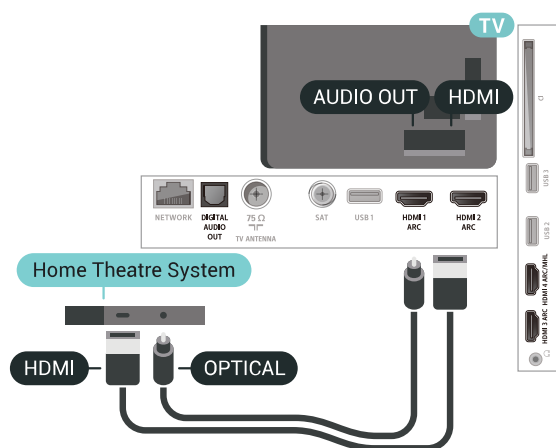 TV
AUDIO OUT
HDMI
NETWORK
DIGITAL
AUDIO
OUT
75 Ω
TV ANTENNA
SAT
USB 1
HDMI 1
ARC
HDMI 2
ARC
USB 3
USB 2
HDMI 4 ARC/MHL
HDMI 3 ARC
Home Theatre System
HDMI
OPTICAL